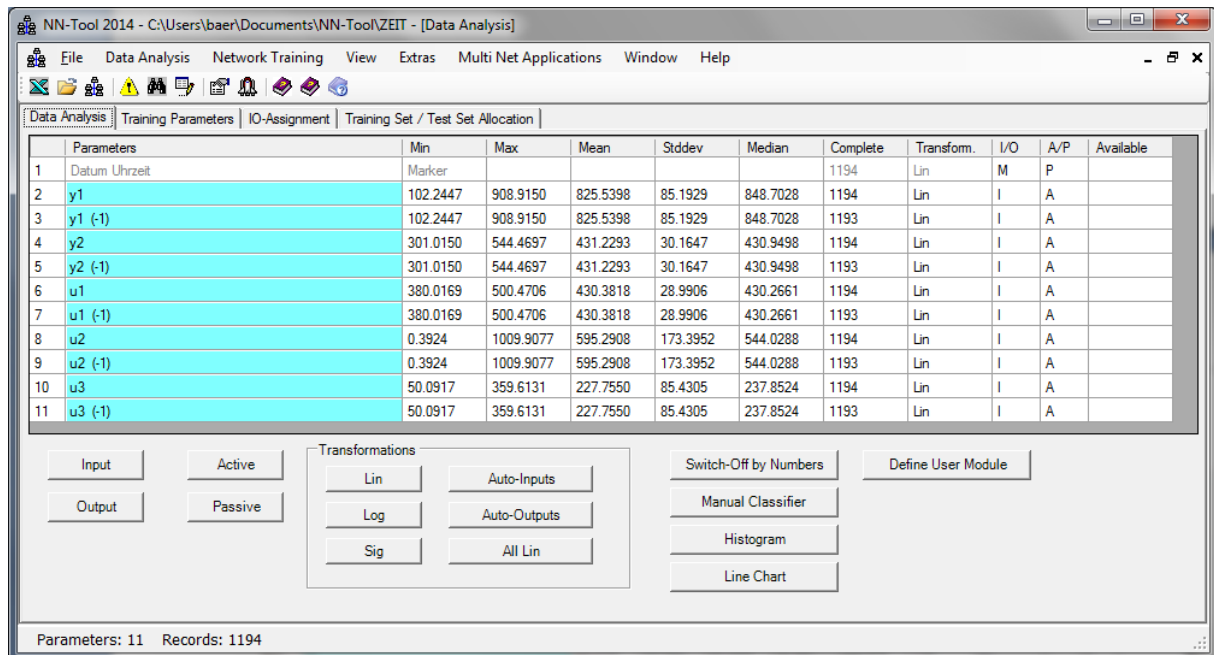 NN-Tool 2014 - C:\Users\baer\Documents\NN-Tool\ZEIT - [Data Analysis]
File Data Analysis Network Training View Extras Multi Net Applications Window Help
Data Analysis Training Parameters IO-Assignment Training Set / Test Set Allocation
Parameters Min Max Mean Stddev Median Complete Transform. I/O A/P Available
1 Datum Uhrzeit Marker 1194 Lin M P
2 y1 102.2447 908.9150 825.5398 85.1929 848.7028 1194 Lin I A
3 y1 (-1) 102.2447 908.9150 825.5398 85.1929 848.7028 1193 Lin I A
4 y2 301.0150 544.4697 431.2293 30.1647 430.9498 1194 Lin I A
5 y2 (-1) 301.0150 544.4697 431.2293 30.1647 430.9498 1193 Lin I A
6 u1 380.0169 500.4706 430.3818 28.9906 430.2661 1194 Lin I A
7 u1 (-1) 380.0169 500.4706 430.3818 28.9906 430.2661 1193 Lin I A
8 u2 0.3924 1009.9077 595.2908 173.3952 544.0288 1194 Lin I A
9 u2 (-1) 0.3924 1009.9077 595.2908 173.3952 544.0288 1193 Lin I A
10 u3 50.0917 359.6131 227.7550 85.4305 237.8524 1194 Lin I A
11 u3 (-1) 50.0917 359.6131 227.7550 85.4305 237.8524 1193 Lin I A
Transformations
Input Active Lin Auto-Inputs Switch-Off by Numbers Define User Module
Output Passive Log Auto-Outputs Manual Classifier
Sig All Lin Histogram
Line Chart
Parameters: 11 Records: 1194